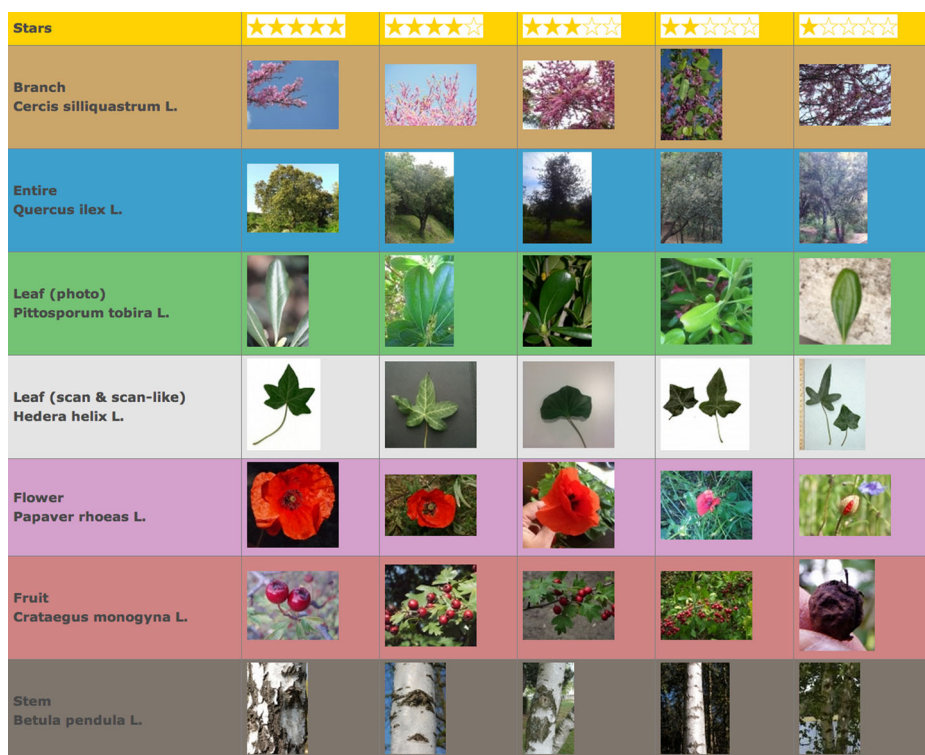 Stars
Branch
Cercis silliquastrum L.
Entire
Quercus ilex L.
Leaf (photo)
Pittosporum tobira L.
Leaf (scan & scan-like)
Hedera helix L.
Flower
Papaver rhoeas L.
Fruit
Crataegus monogyna L.
Stem
Betula pendula L.